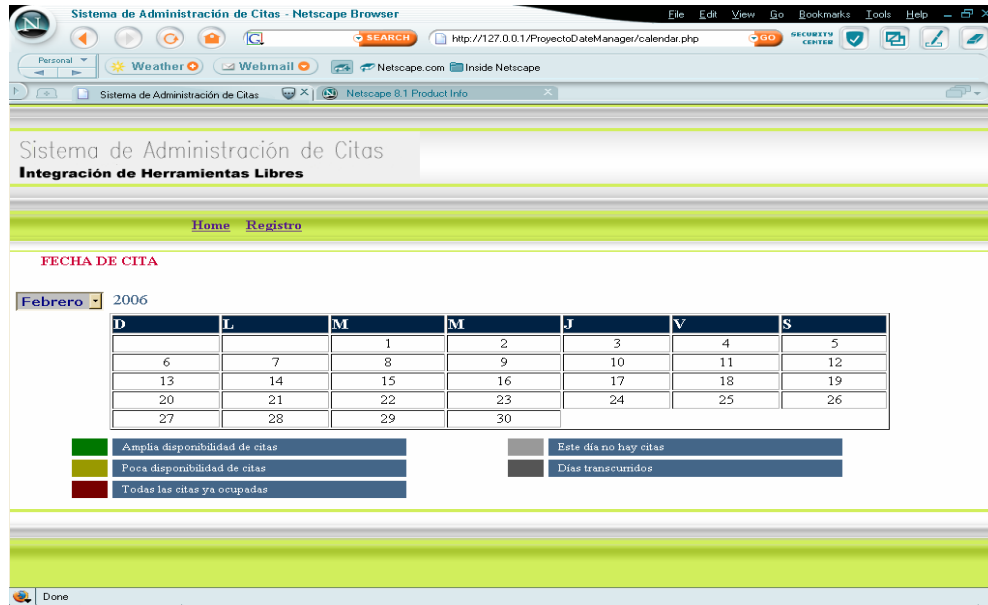 Sistema de Administración de Citas - Netscape Browser
File Edit View Go Bookmarks Tools Help
SEARCH http://127.0.0.1/ProyectoDateManager/calendar.php GO SECURITY CENTER
Personal Weather Webmail Netscape.com Inside Netscape
Sistema de Administración de Citas Netscape 8.1 Product Info
Sistema de Administración de Citas
Integración de Herramientas Libres
Home Registro
FECHA DE CITA
Febrero 2006
D L M M J V S
1 2 3 4 5
6 7 8 9 10 11 12
13 14 15 16 17 18 19
20 21 22 23 24 25 26
27 28 29 30
Amplia disponibilidad de citas Este día no hay citas
Poca disponibilidad de citas Días transcurridos
Todas las citas ya ocupadas
Done